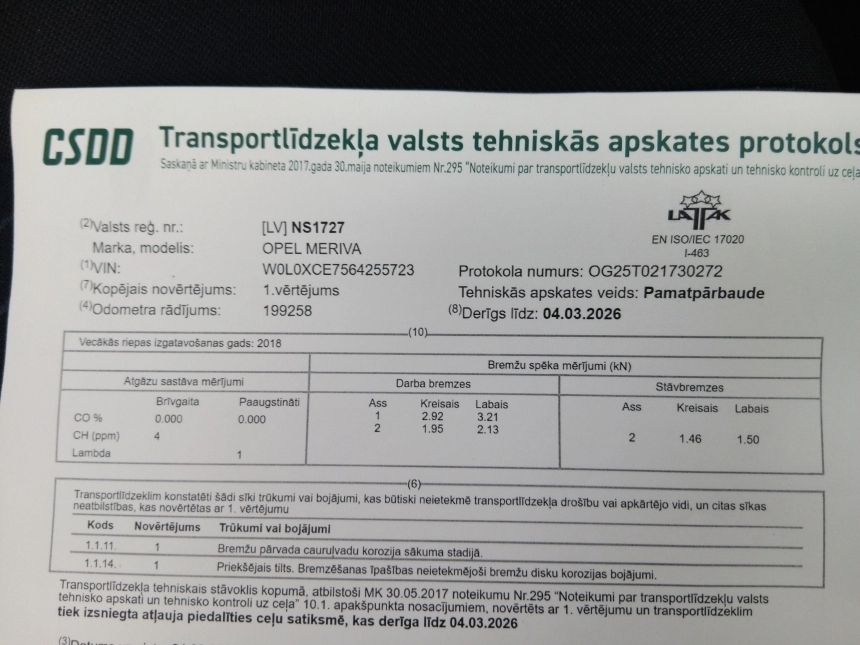 CSDD
Transportlīdzekļa valsts tehniskās apskates protokols
Saskaņā ar Ministru kabineta 2017.gada 30.maija noteikumiem Nr.295 "Noteikumi par transportlīdzekļu valsts tehnisko apskati un tehnisko kontroli uz ceļa
LATAK
EN ISO/IEC 17020
I-463
(2)Valsts reģ. nr.: [LV] NS1727
Marka, modelis: OPEL MERIVA
(1)VIN: W0L0XCE7564255723 Protokola numurs: OG25T021730272
(7)Kopējais novērtējums: 1.vērtējums Tehniskās apskates veids: Pamatpārbaude
(4)Odometra rādījums: 199258 (8)Derīgs līdz: 04.03.2026
(10)
Vecākās riepas izgatavošanas gads: 2018
Bremžu spēka mērījumi (kN)
Atgāzu sastāva mērījumi Darba bremzes Stāvbremzes
Brīvgaita Paaugstināti Ass Kreisais Labais Ass Kreisais Labais
CO % 0.000 0.000 1 2.92 3.21
CH (ppm) 4 2 1.95 2.13 2 1.46 1.50
Lambda 1
(6)
Transportlīdzeklim konstatēti šādi sīki trūkumi vai bojājumi, kas būtiski neietekmē transportlīdzekļa drošību vai apkārtējo vidi, un citas sīkas
neatbilstības, kas novērtētas ar 1. vērtējumu
Kods Novērtējums Trūkumi vai bojājumi
1.1.11. 1 Bremžu pārvada cauruļvadu korozija sākuma stadijā.
1.1.14. 1 Priekšējais tilts. Bremzēšanas īpašības neietekmējoši bremžu disku korozijas bojājumi.
Transportlīdzekļa tehniskais stāvoklis kopumā, atbilstoši MK 30.05.2017 noteikumu Nr.295 "Noteikumi par transportlīdzekļu valsts
tehnisko apskati un tehnisko kontroli uz ceļa" 10.1. apakšpunkta nosacījumiem, novērtēts ar 1. vērtējumu un transportlīdzeklim
tiek izsniegta atļauja piedalīties ceļu satiksmē, kas derīga līdz 04.03.2026